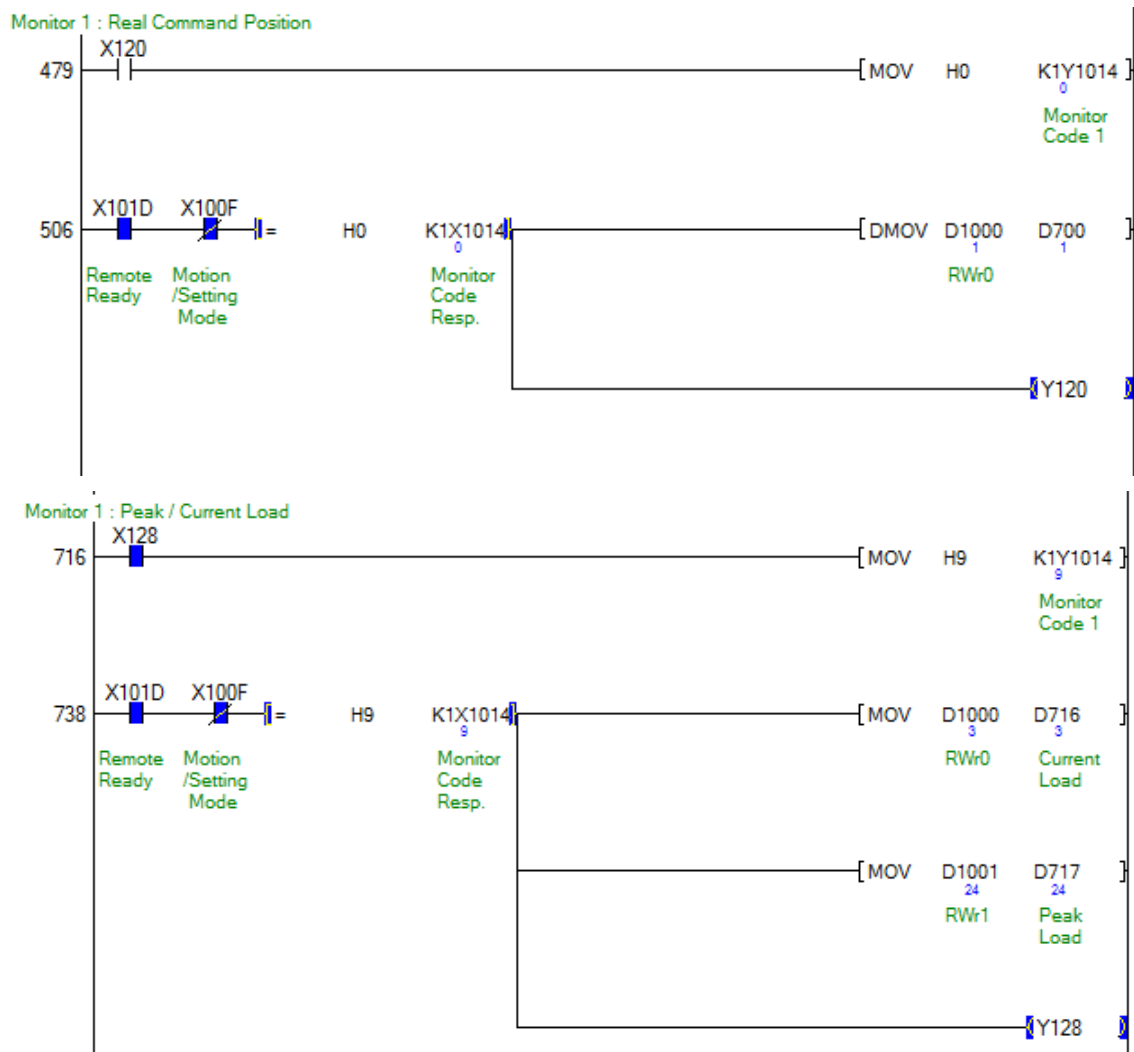 Monitor 1 : Real Command Position
X120
479 MOV H0 K1Y1014
0
Monitor
Code 1
X101D X100F
506 = H0 K1X1014 DMOV D1000 D700
0 1 1
Remote Motion Monitor RWr0
Ready /Setting Code
Mode Resp.
Y120
Monitor 1 : Peak / Current Load
X128
716 MOV H9 K1Y1014
9
Monitor
Code 1
X101D X100F
738 = H9 K1X1014 MOV D1000 D716
9 3 3
Remote Motion Monitor RWr0 Current
Ready /Setting Code Load
Mode Resp.
MOV D1001 D717
24 24
RWr1 Peak
Load
Y128